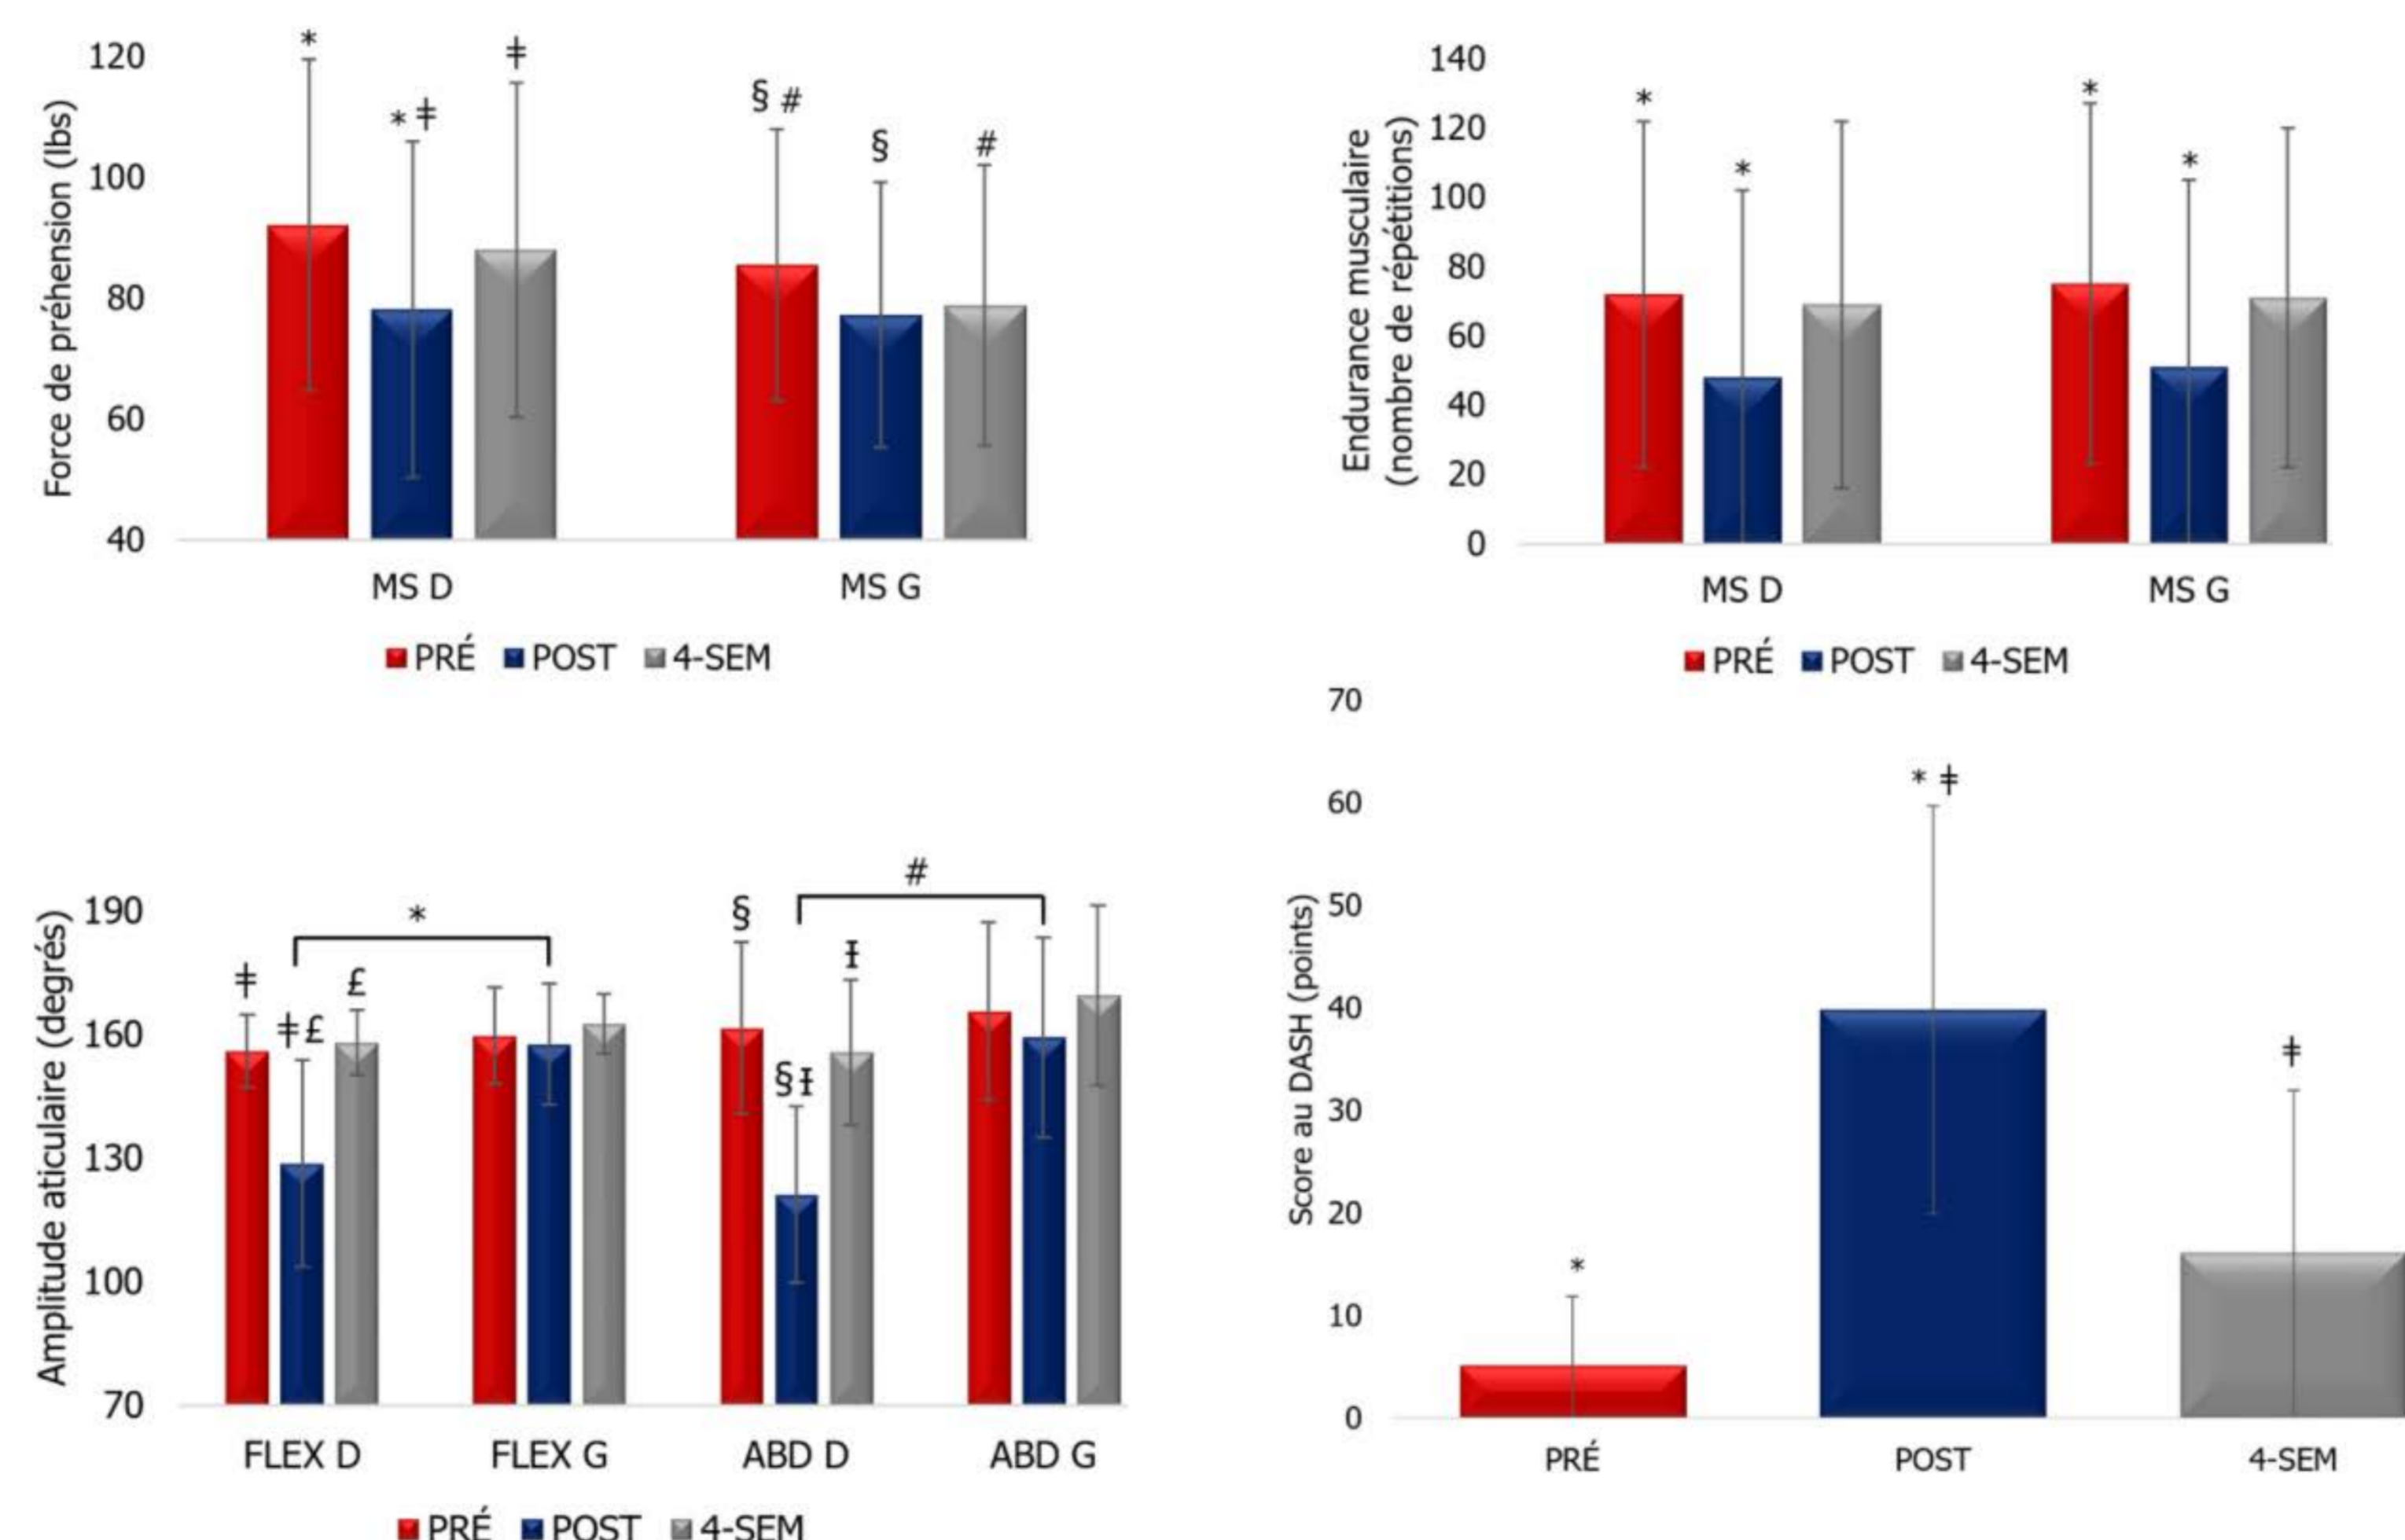 Force de préhension (lbs)
120
100
80
60
40
*
* ǂ
ǂ
§ #
§
#
MS D MS G
PRÉ POST 4-SEM
Endurance musculaire
(nombre de répétitions)
140
120
100
80
60
40
20
0
*
*
*
*
MS D MS G
PRÉ POST 4-SEM
Amplitude aticulaire (degrés)
190
160
130
100
70
ǂ
ǂ £
£
*
§
§ Ɪ
Ɪ
#
FLEX D FLEX G ABD D ABD G
PRÉ POST 4-SEM
Score au DASH (points)
70
60
50
40
30
20
10
0
*
* ǂ
ǂ
PRÉ POST 4-SEM